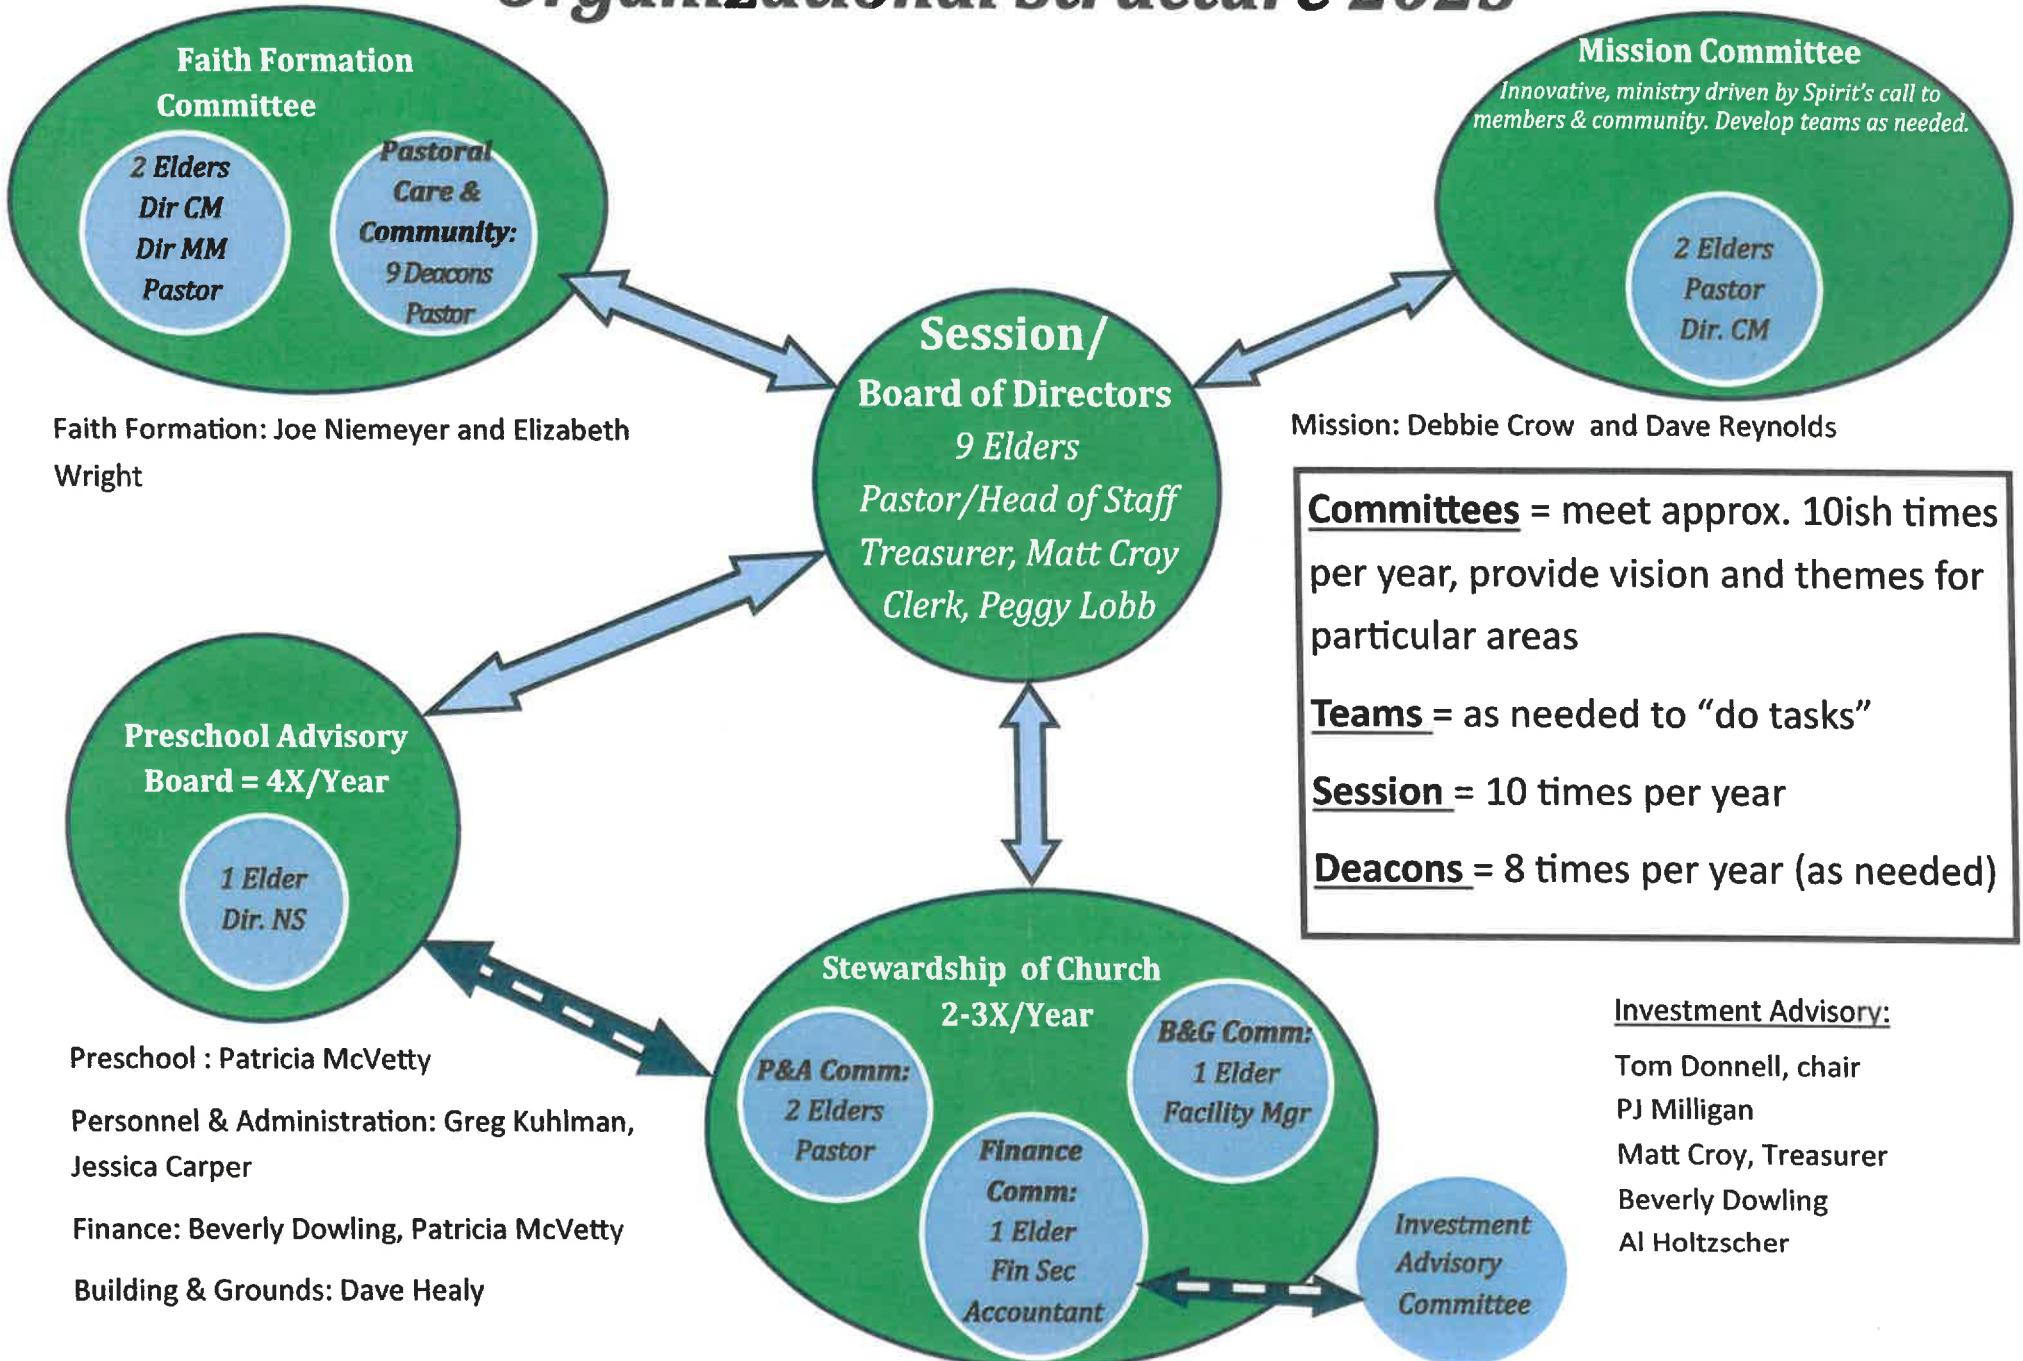 Organizational Structure 2023
Faith Formation
Committee
2 Elders
Dir CM
Dir MM
Pastor
Pastoral
Care &
Community:
9 Deacons
Pastor
Mission Committee
Innovative, ministry driven by Spirit's call to
members & community. Develop teams as needed.
2 Elders
Pastor
Dir. CM
Faith Formation: Joe Niemeyer and Elizabeth
Wright
Session/
Board of Directors
9 Elders
Pastor/Head of Staff
Treasurer, Matt Croy
Clerk, Peggy Lobb
Mission: Debbie Crow and Dave Reynolds
Committees = meet approx. 10ish times
per year, provide vision and themes for
particular areas
Teams = as needed to "do tasks"
Session = 10 times per year
Deacons = 8 times per year (as needed)
Preschool Advisory
Board = 4X/Year
1 Elder
Dir. NS
Preschool : Patricia McVetty
Personnel & Administration: Greg Kuhlman,
Jessica Carper
Finance: Beverly Dowling, Patricia McVetty
Building & Grounds: Dave Healy
Stewardship of Church
2-3X/Year
P&A Comm:
2 Elders
Pastor
Finance
Comm:
1 Elder
Fin Sec
Accountant
B&G Comm:
1 Elder
Facility Mgr
Investment
Advisory
Committee
Investment Advisory:
Tom Donnell, chair
PJ Milligan
Matt Croy, Treasurer
Beverly Dowling
Al Holtzscher